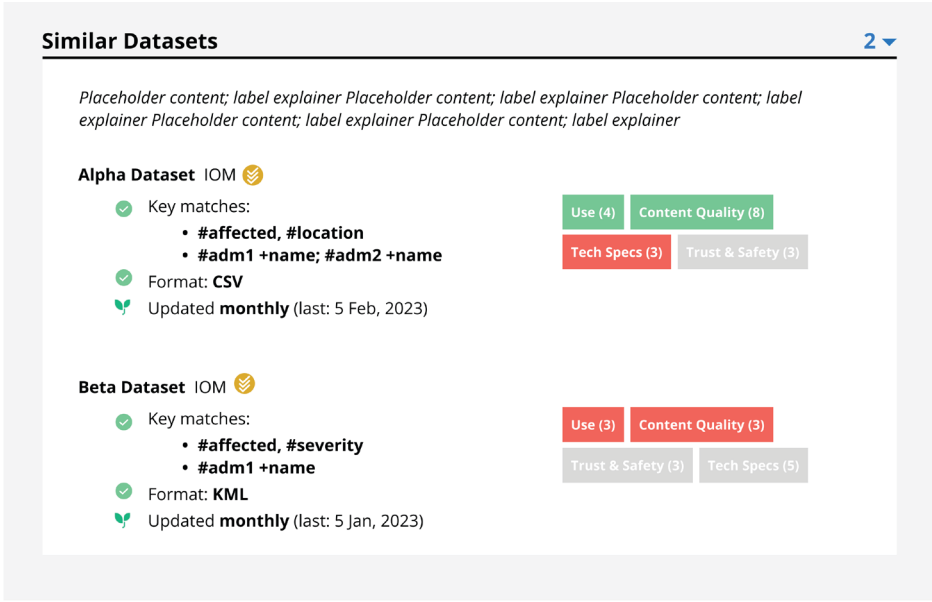 Similar Datasets 2
Placeholder content; label explainer Placeholder content; label explainer Placeholder content; label
explainer Placeholder content; label explainer Placeholder content; label explainer
Alpha Dataset IOM
Key matches:
• #affected, #location
• #adm1 +name; #adm2 +name
Format: CSV
Updated monthly (last: 5 Feb, 2023)
Use (4) Content Quality (8)
Tech Specs (3) Trust & Safety (3)
Beta Dataset IOM
Key matches:
• #affected, #severity
• #adm1 +name
Format: KML
Updated monthly (last: 5 Jan, 2023)
Use (3) Content Quality (3)
Trust & Safety (3) Tech Specs (5)